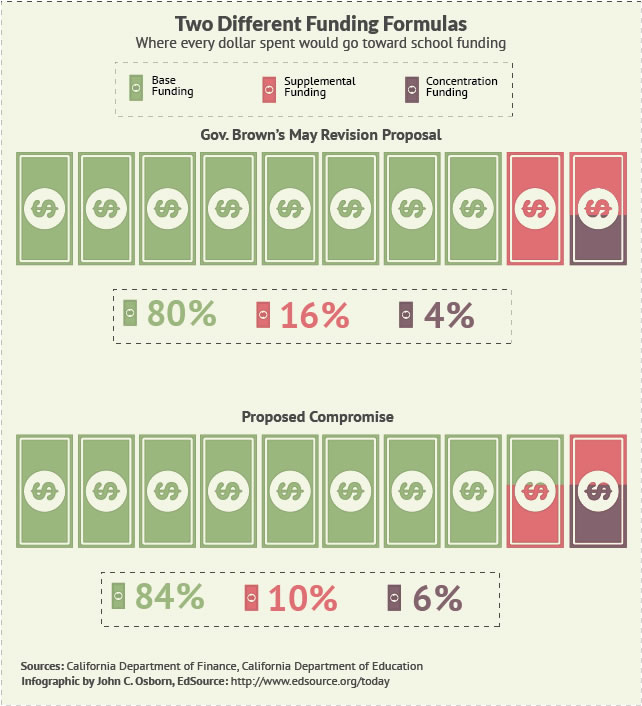 Two Different Funding Formulas
Where every dollar spent would go toward school funding
Base
Funding
Supplemental
Funding
Concentration
Funding
Gov. Brown's May Revision Proposal
$ $ $ $ $ $ $ $ $ $
80% 16% 4%
Proposed Compromise
$ $ $ $ $ $ $ $ $ $
84% 10% 6%
Sources: California Department of Finance, California Department of Education
Infographic by John C. Osborn, EdSource: http://www.edsource.org/today